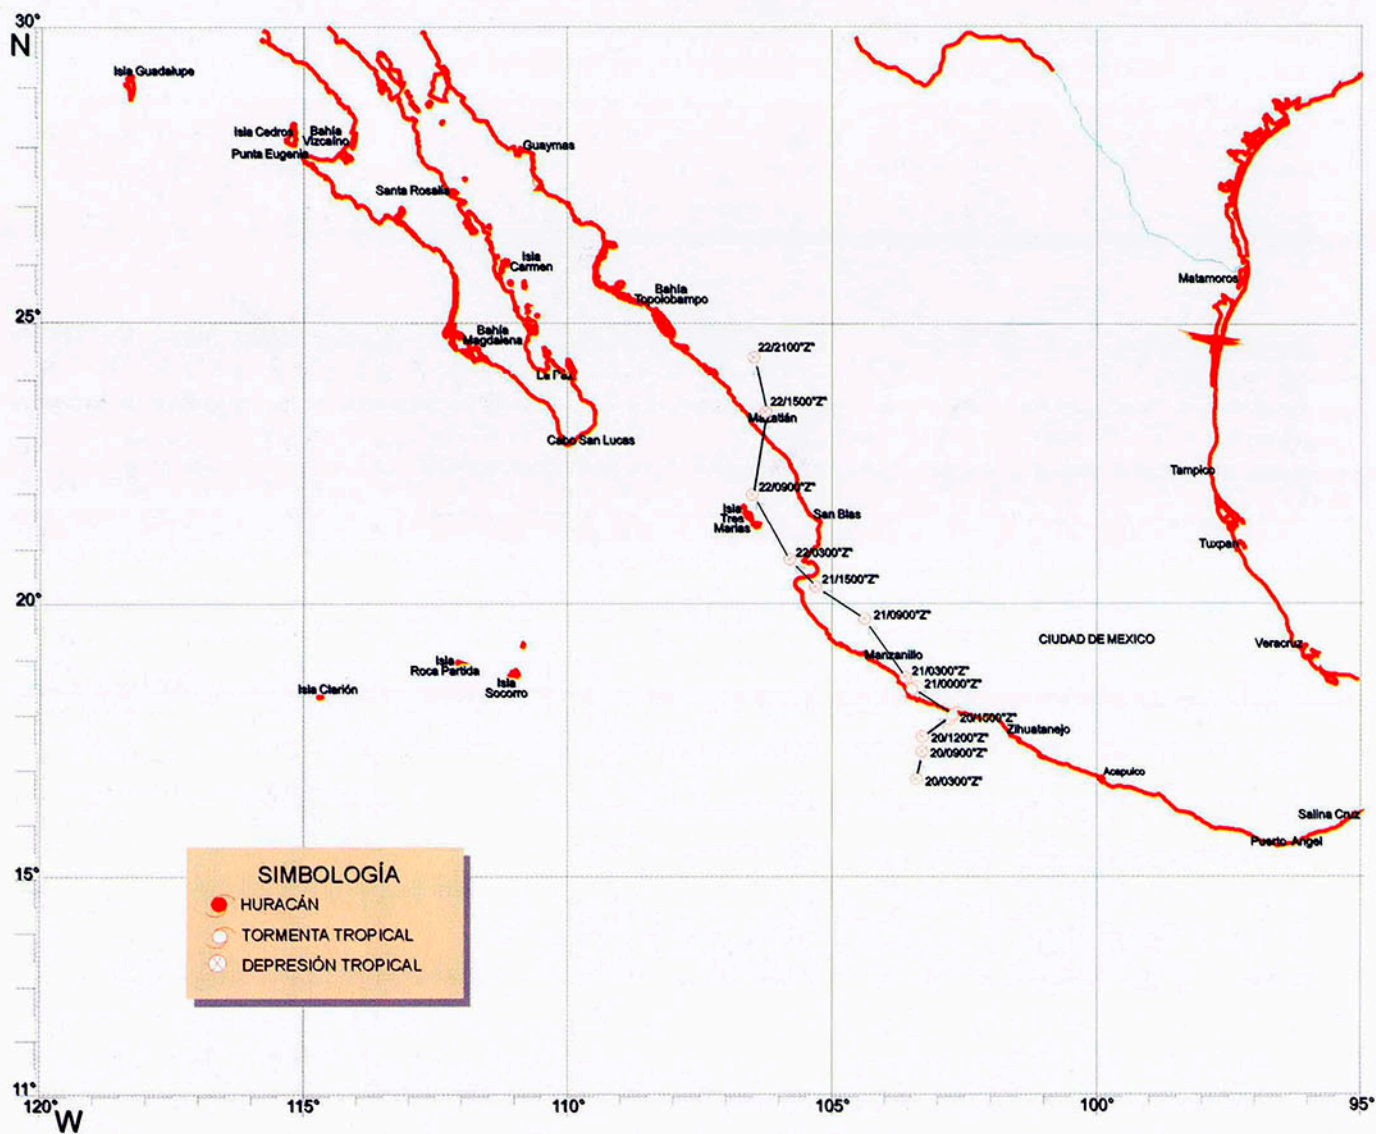 30°
N
Isla Guadalupe
Isla Cedros
Bahía
Vizcaíno
Punta Eugenia
Guaymas
Santa Rosalía
Isla
Carmen
Bahía
Topolobampo
Matamoros
25°
Bahía
Magdalena
22/2100"Z"
La Paz
22/1500"Z"
Mazatlán
Cabo San Lucas
Tampico
22/0900"Z"
Isla
Tres
Marias
San Blas
Tuxpan
22/0300"Z"
21/1500"Z"
20°
21/0900"Z"
CIUDAD DE MEXICO
Veracruz
Manzanillo
Isla
Roca Partida
21/0300"Z"
21/0000"Z"
Isla
Socorro
Isla Clarión
20/1500"Z"
Zihuatanejo
20/1200"Z"
20/0900"Z"
Acapulco
20/0300"Z"
Salina Cruz
Puerto Angel
15°
SIMBOLOGÍA
HURACÁN
TORMENTA TROPICAL
DEPRESIÓN TROPICAL
11°
120°
W
115°
110°
105°
100°
95°